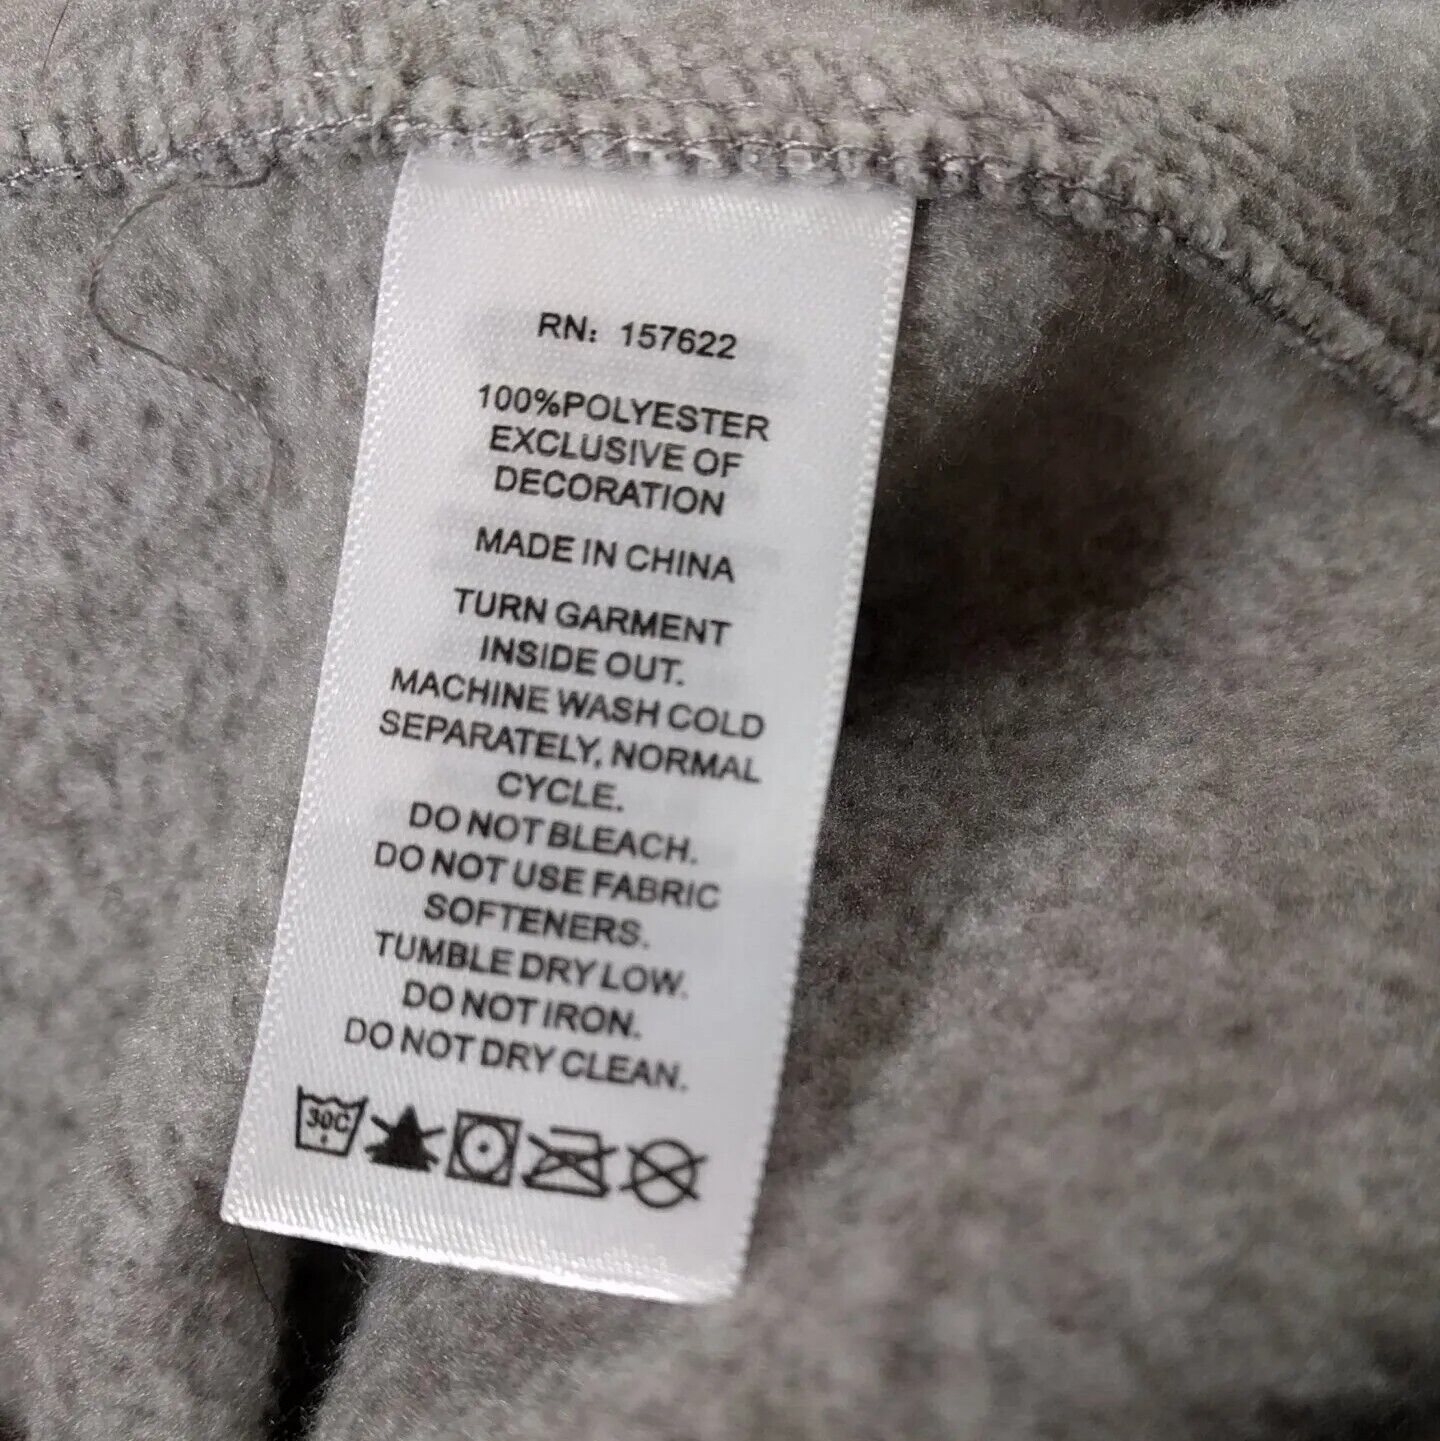 RN: 157622
100%POLYESTER
EXCLUSIVE OF
DECORATION
MADE IN CHINA
TURN GARMENT
INSIDE OUT.
MACHINE WASH COLD
SEPARATELY, NORMAL
CYCLE.
DO NOT BLEACH.
DO NOT USE FABRIC
SOFTENERS.
TUMBLE DRY LOW.
DO NOT IRON.
DO NOT DRY CLEAN.
30C